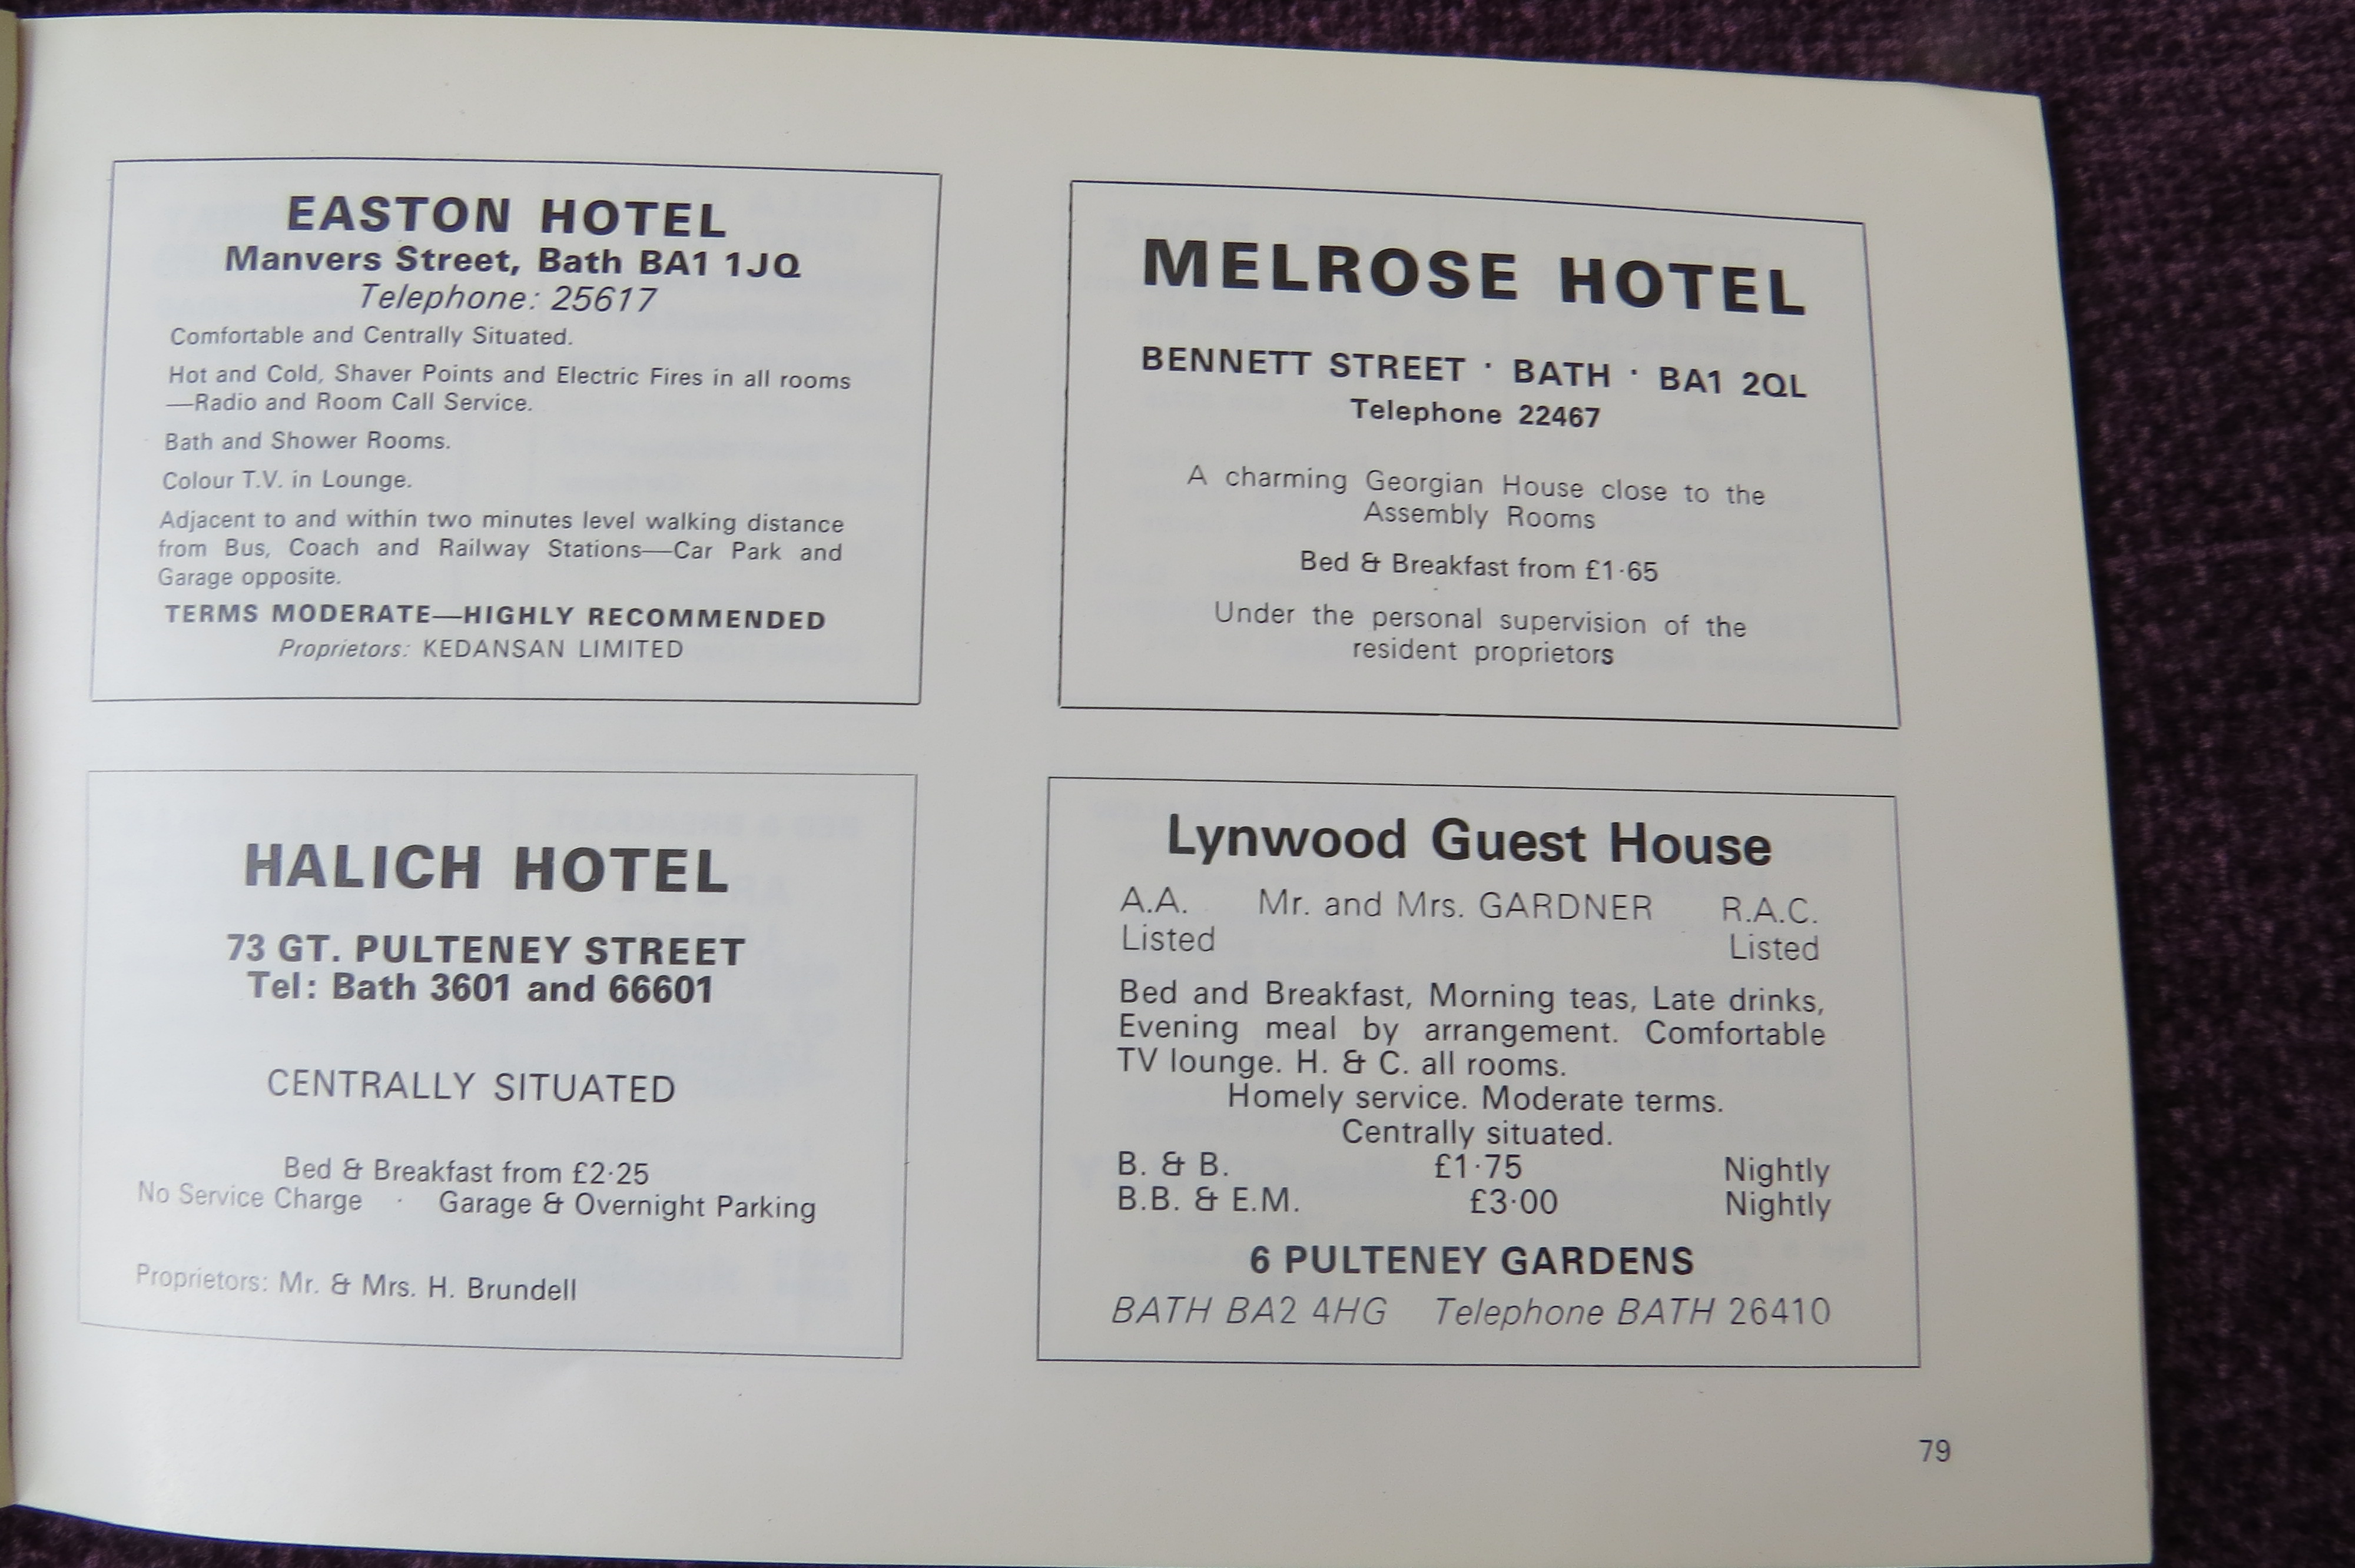 EASTON HOTEL
Manvers Street, Bath BA1 1JQ
Telephone: 25617
Comfortable and Centrally Situated.
Hot and Cold, Shaver Points and Electric Fires in all rooms
—Radio and Room Call Service.
Bath and Shower Rooms.
Colour T.V. in Lounge.
Adjacent to and within two minutes level walking distance
from Bus, Coach and Railway Stations—Car Park and
Garage opposite.
TERMS MODERATE—HIGHLY RECOMMENDED
Proprietors: KEDANSAN LIMITED
MELROSE HOTEL
BENNETT STREET · BATH · BA1 2QL
Telephone 22467
A charming Georgian House close to the
Assembly Rooms
Bed & Breakfast from £1·65
Under the personal supervision of the
resident proprietors
HALICH HOTEL
73 GT. PULTENEY STREET
Tel: Bath 3601 and 66601
CENTRALLY SITUATED
Bed & Breakfast from £2·25
No Service Charge · Garage & Overnight Parking
Proprietors: Mr. & Mrs. H. Brundell
Lynwood Guest House
A.A. Mr. and Mrs. GARDNER R.A.C.
Listed Listed
Bed and Breakfast, Morning teas, Late drinks,
Evening meal by arrangement. Comfortable
TV lounge. H. & C. all rooms.
Homely service. Moderate terms.
Centrally situated.
B. & B. £1·75 Nightly
B.B. & E.M. £3·00 Nightly
6 PULTENEY GARDENS
BATH BA2 4HG Telephone BATH 26410
79